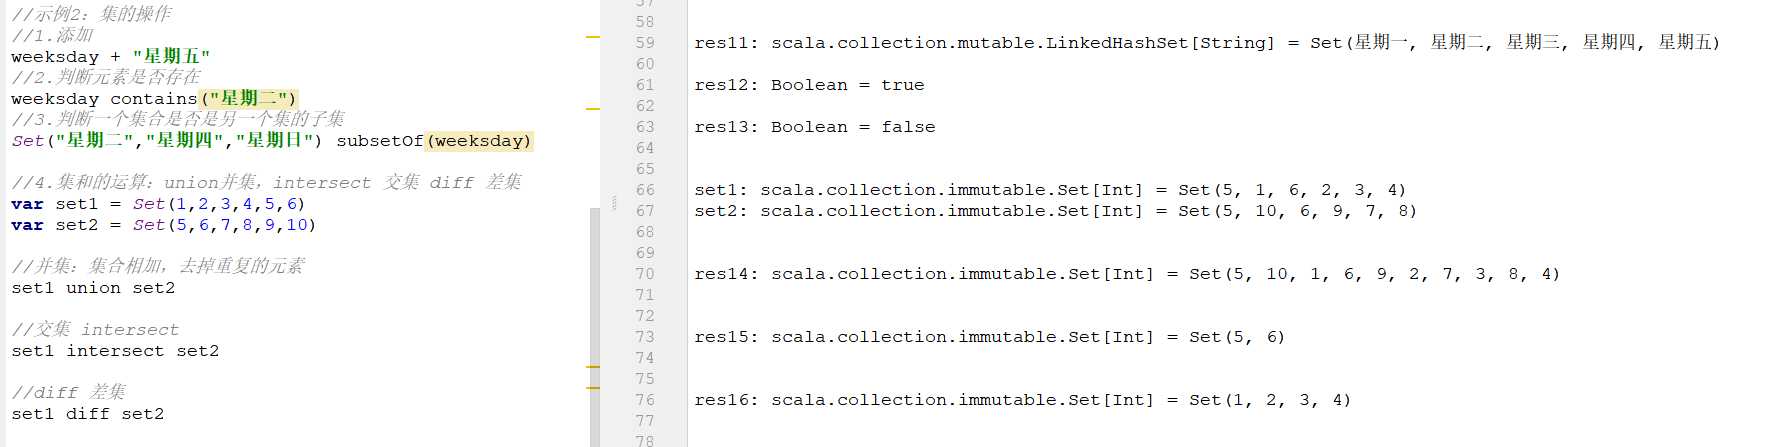 //示例2：集的操作
//1.添加
weeksday + "星期五"
//2.判断元素是否存在
weeksday contains("星期二")
//3.判断一个集合是否是另一个集的子集
Set("星期二","星期四","星期日") subsetOf(weeksday)
//4.集和的运算：union并集，intersect 交集 diff 差集
var set1 = Set(1,2,3,4,5,6)
var set2 = Set(5,6,7,8,9,10)
//并集：集合相加，去掉重复的元素
set1 union set2
//交集 intersect
set1 intersect set2
//diff 差集
set1 diff set2
57
58
59 res11: scala.collection.mutable.LinkedHashSet[String] = Set(星期一, 星期二, 星期三, 星期四, 星期五)
60
61 res12: Boolean = true
62
63 res13: Boolean = false
64
65
66 set1: scala.collection.immutable.Set[Int] = Set(5, 1, 6, 2, 3, 4)
67 set2: scala.collection.immutable.Set[Int] = Set(5, 10, 6, 9, 7, 8)
68
69
70 res14: scala.collection.immutable.Set[Int] = Set(5, 10, 1, 6, 9, 2, 7, 3, 8, 4)
71
72
73 res15: scala.collection.immutable.Set[Int] = Set(5, 6)
74
75
76 res16: scala.collection.immutable.Set[Int] = Set(1, 2, 3, 4)
77
78